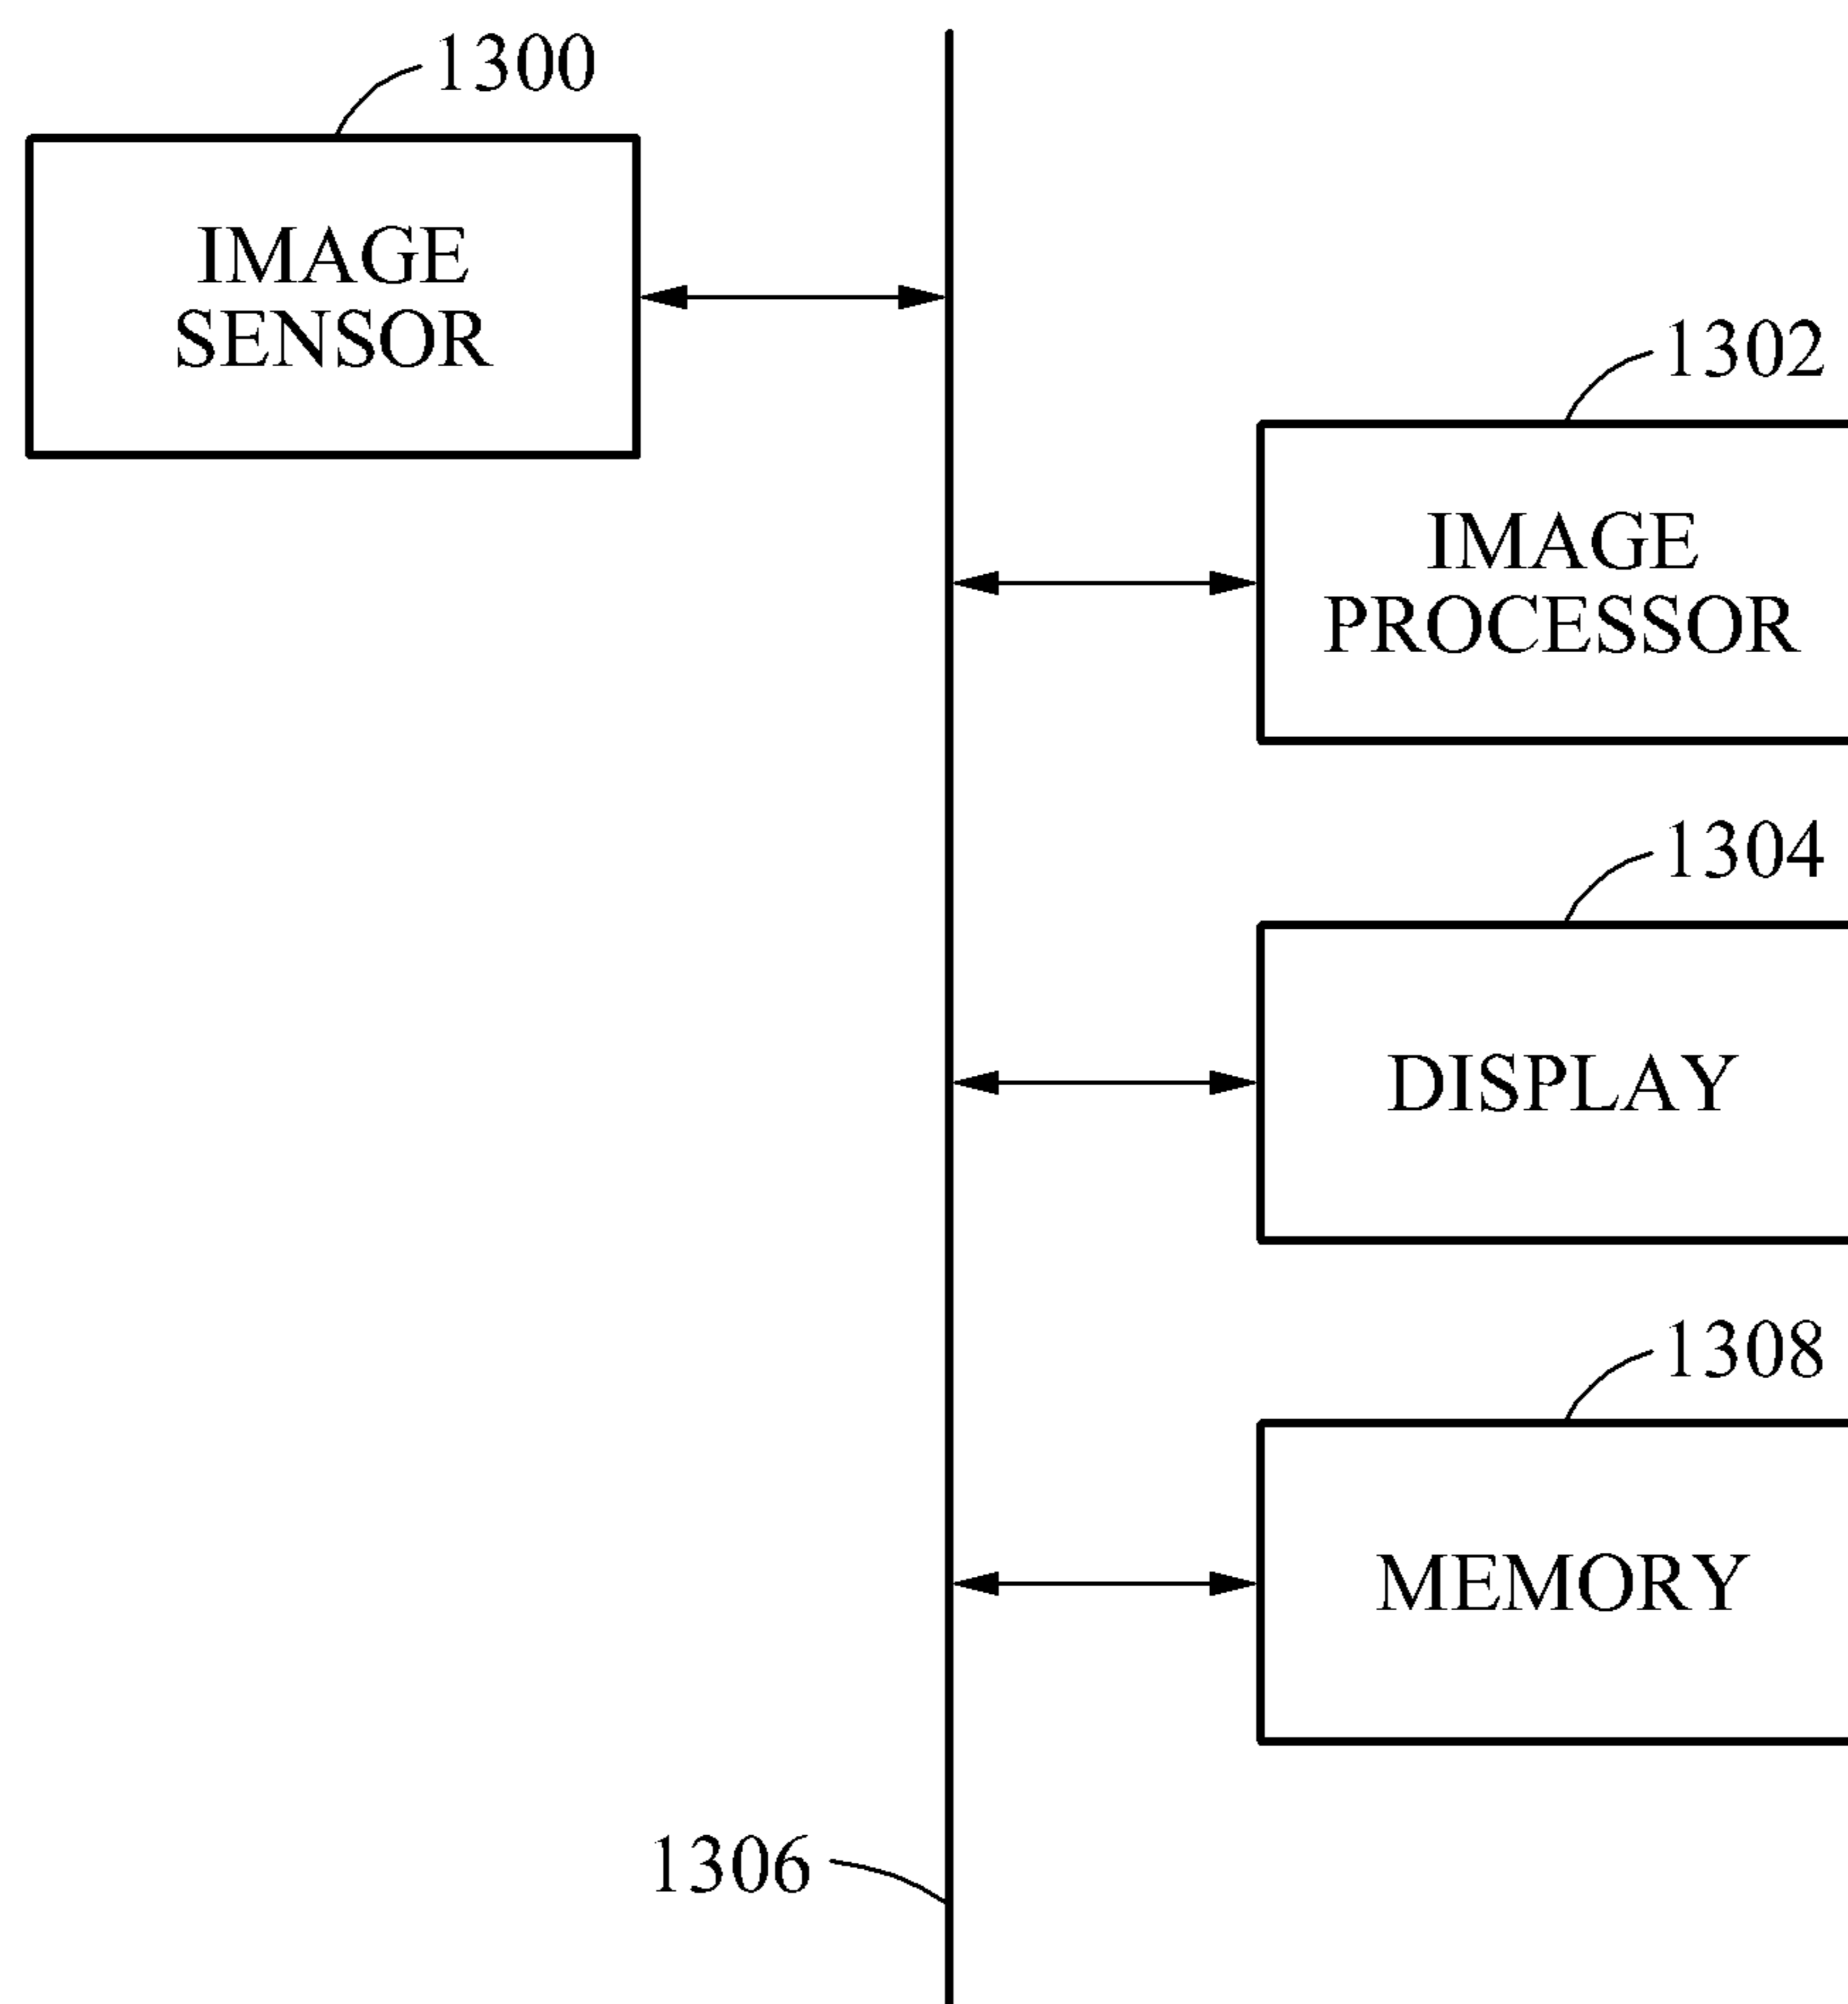 1300
IMAGE
SENSOR
1302
IMAGE
PROCESSOR
1304
DISPLAY
1308
MEMORY
1306